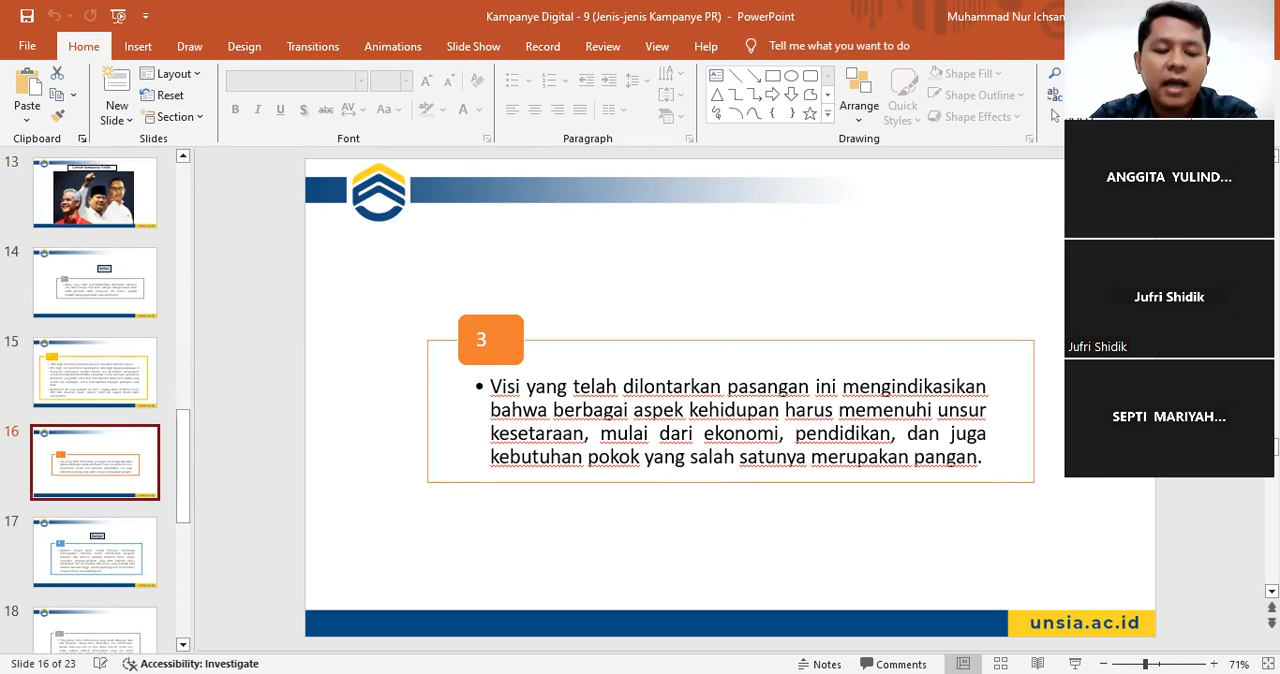 Kampanye Digital - 9 (Jenis-jenis Kampanye PR) - PowerPoint
Muhammad Nur Ichsan
File Home Insert Draw Design Transitions Animations Slide Show Record Review View Help Tell me what you want to do
Paste
New Slide
Layout
Reset
Section
Arrange
Quick Styles
Shape Fill
Shape Outline
Shape Effects
Clipboard Slides Font Paragraph Drawing
ANGGITA YULIND...
Jufri Shidik
Jufri Shidik
SEPTI MARIYAH...
13
14
15
16
17
18
3
• Visi yang telah dilontarkan pasangan ini mengindikasikan
bahwa berbagai aspek kehidupan harus memenuhi unsur
kesetaraan, mulai dari ekonomi, pendidikan, dan juga
kebutuhan pokok yang salah satunya merupakan pangan.
unsia.ac.id
Slide 16 of 23 Accessibility: Investigate Notes Comments 71%